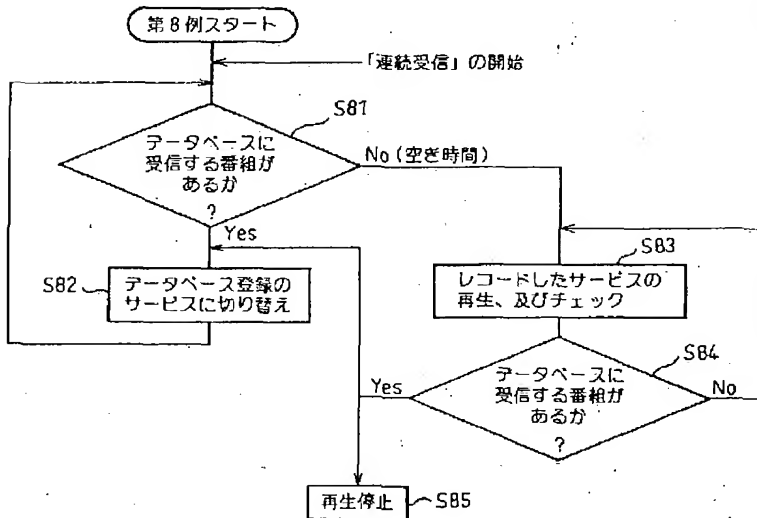 第8例スタート
「連続受信」の開始
S81
データベースに
受信する番組が
あるか
?
No(空き時間)
Yes
S82
データベース登録の
サービスに切り替え
S83
レコードしたサービスの
再生、及びチェック
S84
データベースに
受信する番組が
あるか
?
Yes
No
再生停止
S85